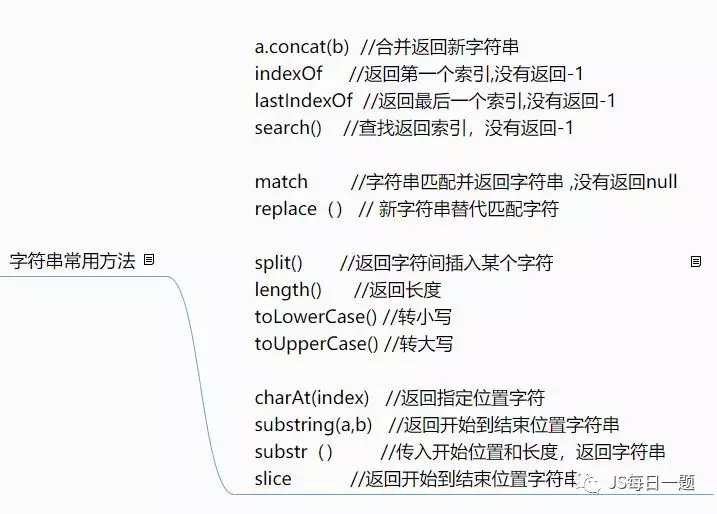 a.concat(b) //合并返回新字符串
indexOf //返回第一个索引,没有返回-1
lastIndexOf //返回最后一个索引,没有返回-1
search() //查找返回索引，没有返回-1
match //字符串匹配并返回字符串 ,没有返回null
replace（） // 新字符串替代匹配字符
字符串常用方法
split() //返回字符间插入某个字符
length() //返回长度
toLowerCase() //转小写
toUpperCase() //转大写
charAt(index) //返回指定位置字符
substring(a,b) //返回开始到结束位置字符串
substr（） //传入开始位置和长度，返回字符串
slice //返回开始到结束位置字符串
JS每日一题